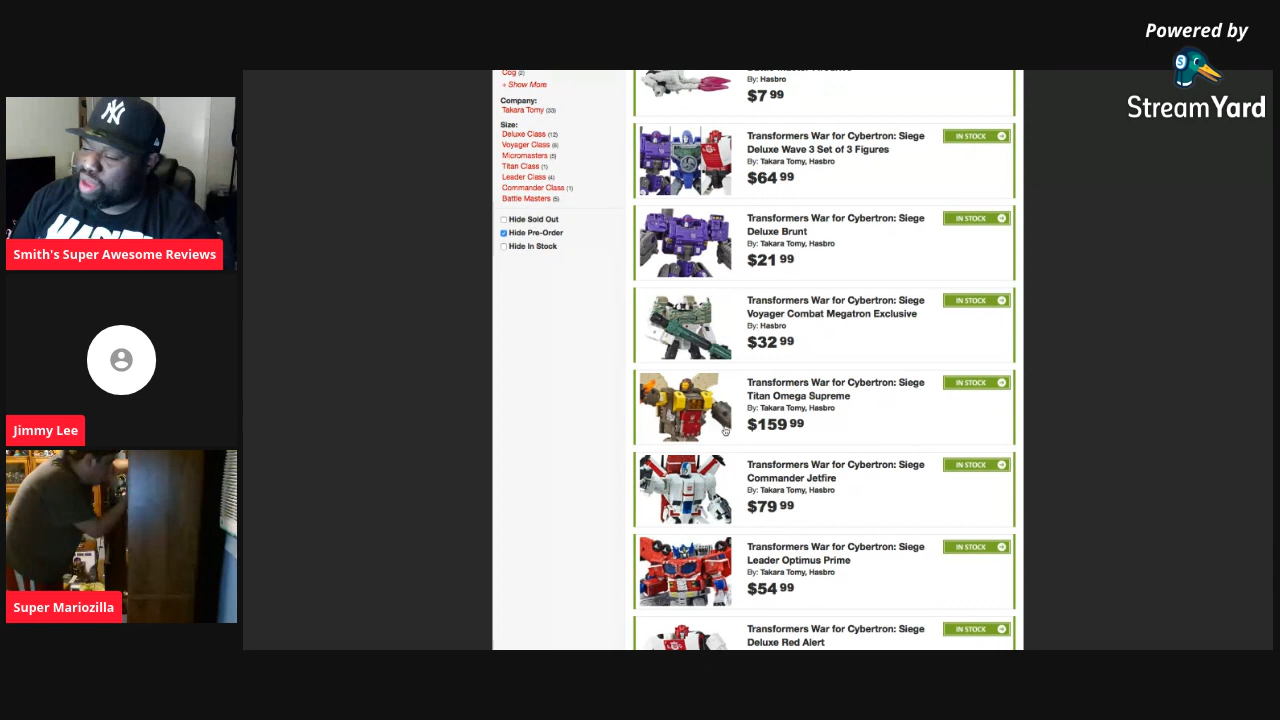 Powered by
StreamYard
NY
Smith's Super Awesome Reviews
Jimmy Lee
Super Mariozilla
Cog (2)
+ Show More
Company:
Takara Tomy (33)
Size:
Deluxe Class (12)
Voyager Class (8)
Micromasters (5)
Titan Class (1)
Leader Class (4)
Commander Class (1)
Battle Masters (5)
Hide Sold Out
Hide Pre-Order
Hide In Stock
By: Hasbro
$7 99
Transformers War for Cybertron: Siege
Deluxe Wave 3 Set of 3 Figures
By: Takara Tomy, Hasbro
$64 99
IN STOCK
Transformers War for Cybertron: Siege
Deluxe Brunt
By: Takara Tomy, Hasbro
$21 99
IN STOCK
Transformers War for Cybertron: Siege
Voyager Combat Megatron Exclusive
By: Hasbro
$32 99
IN STOCK
Transformers War for Cybertron: Siege
Titan Omega Supreme
By: Takara Tomy, Hasbro
$159 99
IN STOCK
Transformers War for Cybertron: Siege
Commander Jetfire
By: Takara Tomy, Hasbro
$79 99
IN STOCK
Transformers War for Cybertron: Siege
Leader Optimus Prime
By: Takara Tomy, Hasbro
$54 99
IN STOCK
Transformers War for Cybertron: Siege
Deluxe Red Alert
IN STOCK